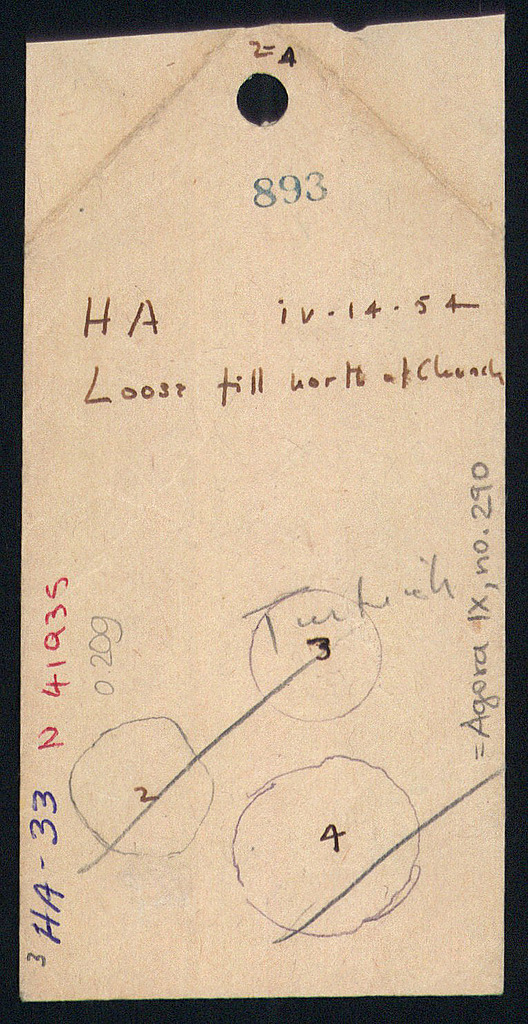 2-4
893
HA iv-14-54
Loose fill north of Church
Turkish
3
2
4
= Agora IX, no. 290
N 41935
0.20g
3 HA-33